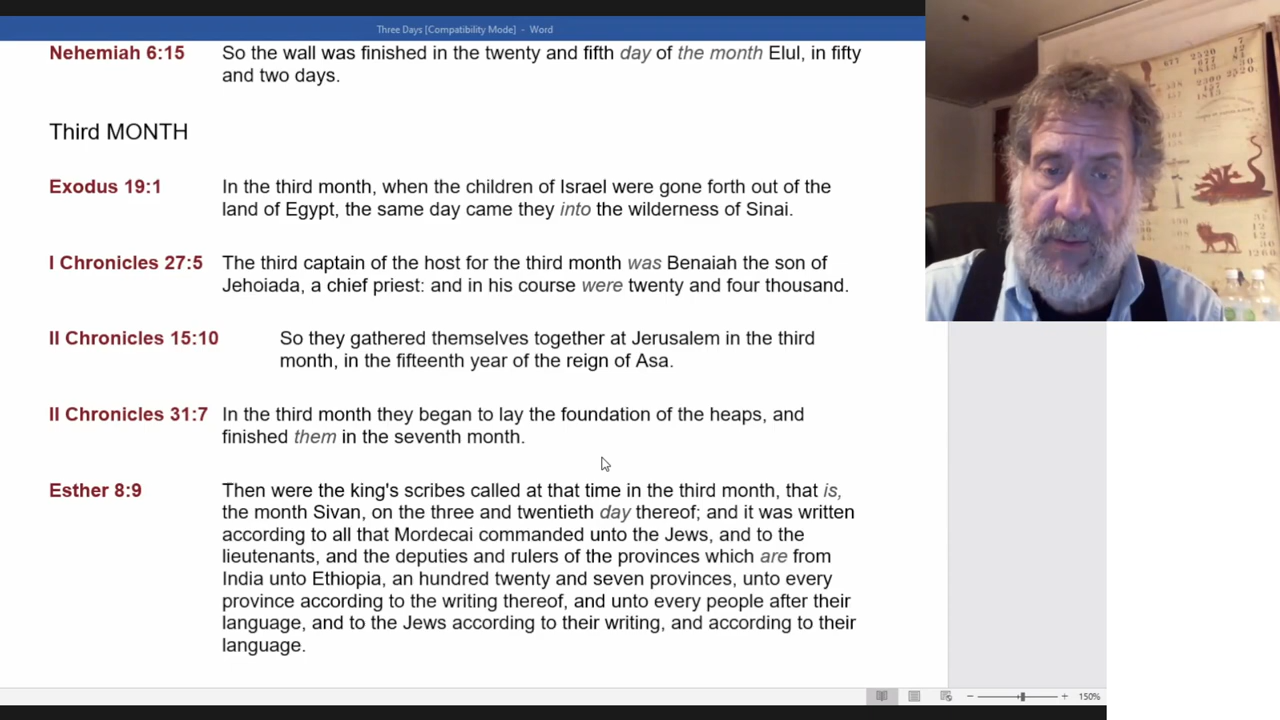 Three Days [Compatibility Mode] - Word
Nehemiah 6:15 So the wall was finished in the twenty and fifth day of the month Elul, in fifty
and two days.
Third MONTH
Exodus 19:1 In the third month, when the children of Israel were gone forth out of the
land of Egypt, the same day came they into the wilderness of Sinai.
I Chronicles 27:5 The third captain of the host for the third month was Benaiah the son of
Jehoiada, a chief priest: and in his course were twenty and four thousand.
II Chronicles 15:10 So they gathered themselves together at Jerusalem in the third
month, in the fifteenth year of the reign of Asa.
II Chronicles 31:7 In the third month they began to lay the foundation of the heaps, and
finished them in the seventh month.
Esther 8:9 Then were the king's scribes called at that time in the third month, that is,
the month Sivan, on the three and twentieth day thereof; and it was written
according to all that Mordecai commanded unto the Jews, and to the
lieutenants, and the deputies and rulers of the provinces which are from
India unto Ethiopia, an hundred twenty and seven provinces, unto every
province according to the writing thereof, and unto every people after their
language, and to the Jews according to their writing, and according to their
language.
150%
677 2520
677
1843
2300
457
1843
538
457
1260